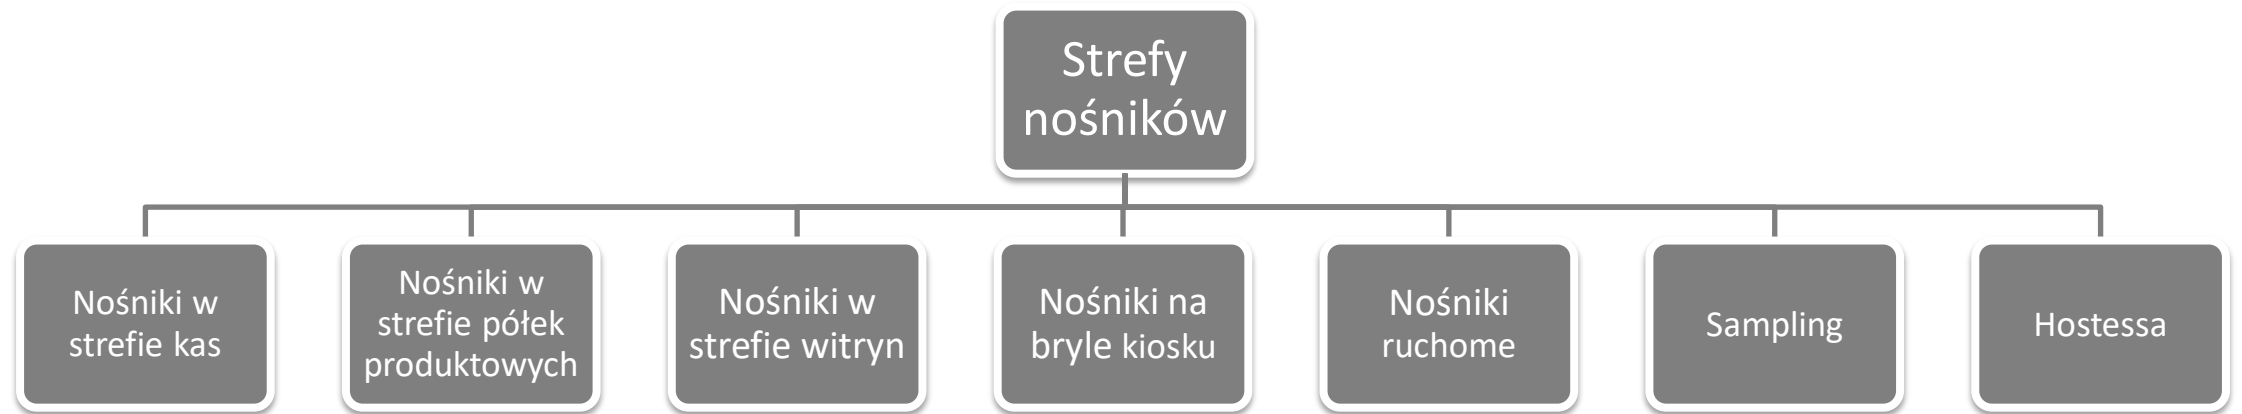 Strefy
nośników
Nośniki w
strefie kas
Nośniki w
strefie półek
produktowych
Nośniki w
strefie witryn
Nośniki na
bryle kiosku
Nośniki
ruchome
Sampling
Hostessa